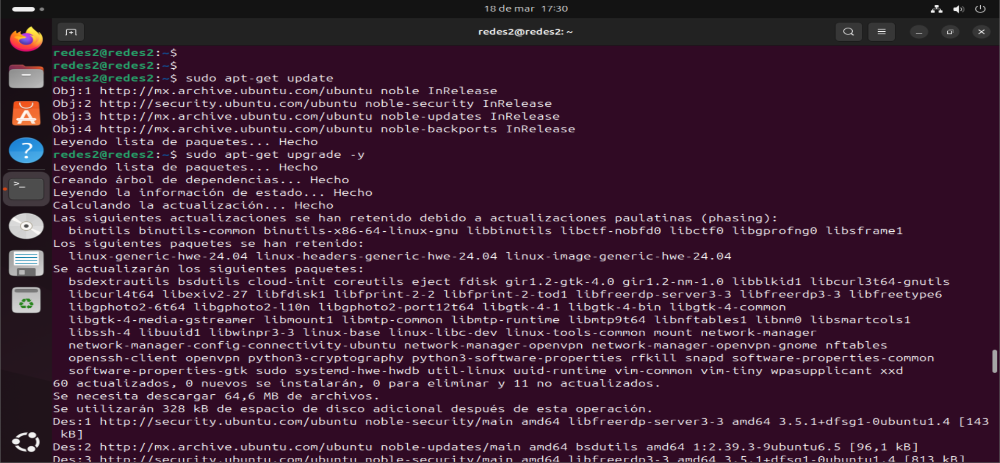 18 de mar 17:30
redes2@redes2: ~
redes2@redes2:~$
redes2@redes2:~$
redes2@redes2:~$ sudo apt-get update
Obj:1 http://mx.archive.ubuntu.com/ubuntu noble InRelease
Obj:2 http://security.ubuntu.com/ubuntu noble-security InRelease
Obj:3 http://mx.archive.ubuntu.com/ubuntu noble-updates InRelease
Obj:4 http://mx.archive.ubuntu.com/ubuntu noble-backports InRelease
Leyendo lista de paquetes... Hecho
redes2@redes2:~$ sudo apt-get upgrade -y
Leyendo lista de paquetes... Hecho
Creando árbol de dependencias... Hecho
Leyendo la información de estado... Hecho
Calculando la actualización... Hecho
Las siguientes actualizaciones se han retenido debido a actualizaciones paulatinas (phasing):
  binutils binutils-common binutils-x86-64-linux-gnu libbinutils libctf-nobfd0 libctf0 libgprofng0 libsframe1
Los siguientes paquetes se han retenido:
  linux-generic-hwe-24.04 linux-headers-generic-hwe-24.04 linux-image-generic-hwe-24.04
Se actualizarán los siguientes paquetes:
  bsdextrautils bsdutils cloud-init coreutils eject fdisk gir1.2-gtk-4.0 gir1.2-nm-1.0 libblkid1 libcurl3t64-gnutls
  libcurl4t64 libexiv2-27 libfdisk1 libfprint-2-2 libfprint-2-tod1 libfreerdp-server3-3 libfreerdp3-3 libfreetype6
  libgphoto2-6t64 libgphoto2-l10n libgphoto2-port12t64 libgtk-4-1 libgtk-4-bin libgtk-4-common
  libgtk-4-media-gstreamer libmount1 libmtp-common libmtp-runtime libmtp9t64 libnftables1 libnm0 libsmartcols1
  libssh-4 libuuid1 libwinpr3-3 linux-base linux-libc-dev linux-tools-common mount network-manager
  network-manager-config-connectivity-ubuntu network-manager-openvpn network-manager-openvpn-gnome nftables
  openssh-client openvpn python3-cryptography python3-software-properties rfkill snapd software-properties-common
  software-properties-gtk sudo systemd-hwe-hwdb util-linux uuid-runtime vim-common vim-tiny wpasupplicant xxd
60 actualizados, 0 nuevos se instalarán, 0 para eliminar y 11 no actualizados.
Se necesita descargar 64,6 MB de archivos.
Se utilizarán 328 kB de espacio de disco adicional después de esta operación.
Des:1 http://security.ubuntu.com/ubuntu noble-security/main amd64 libfreerdp-server3-3 amd64 3.5.1+dfsg1-0ubuntu1.4 [143
 kB]
Des:2 http://mx.archive.ubuntu.com/ubuntu noble-updates/main amd64 bsdutils amd64 1:2.39.3-9ubuntu6.5 [96,1 kB]
Des:3 http://security.ubuntu.com/ubuntu noble-security/main amd64 libfreerdp3-3 amd64 3.5.1+dfsg1-0ubuntu1.4 [813 kB]